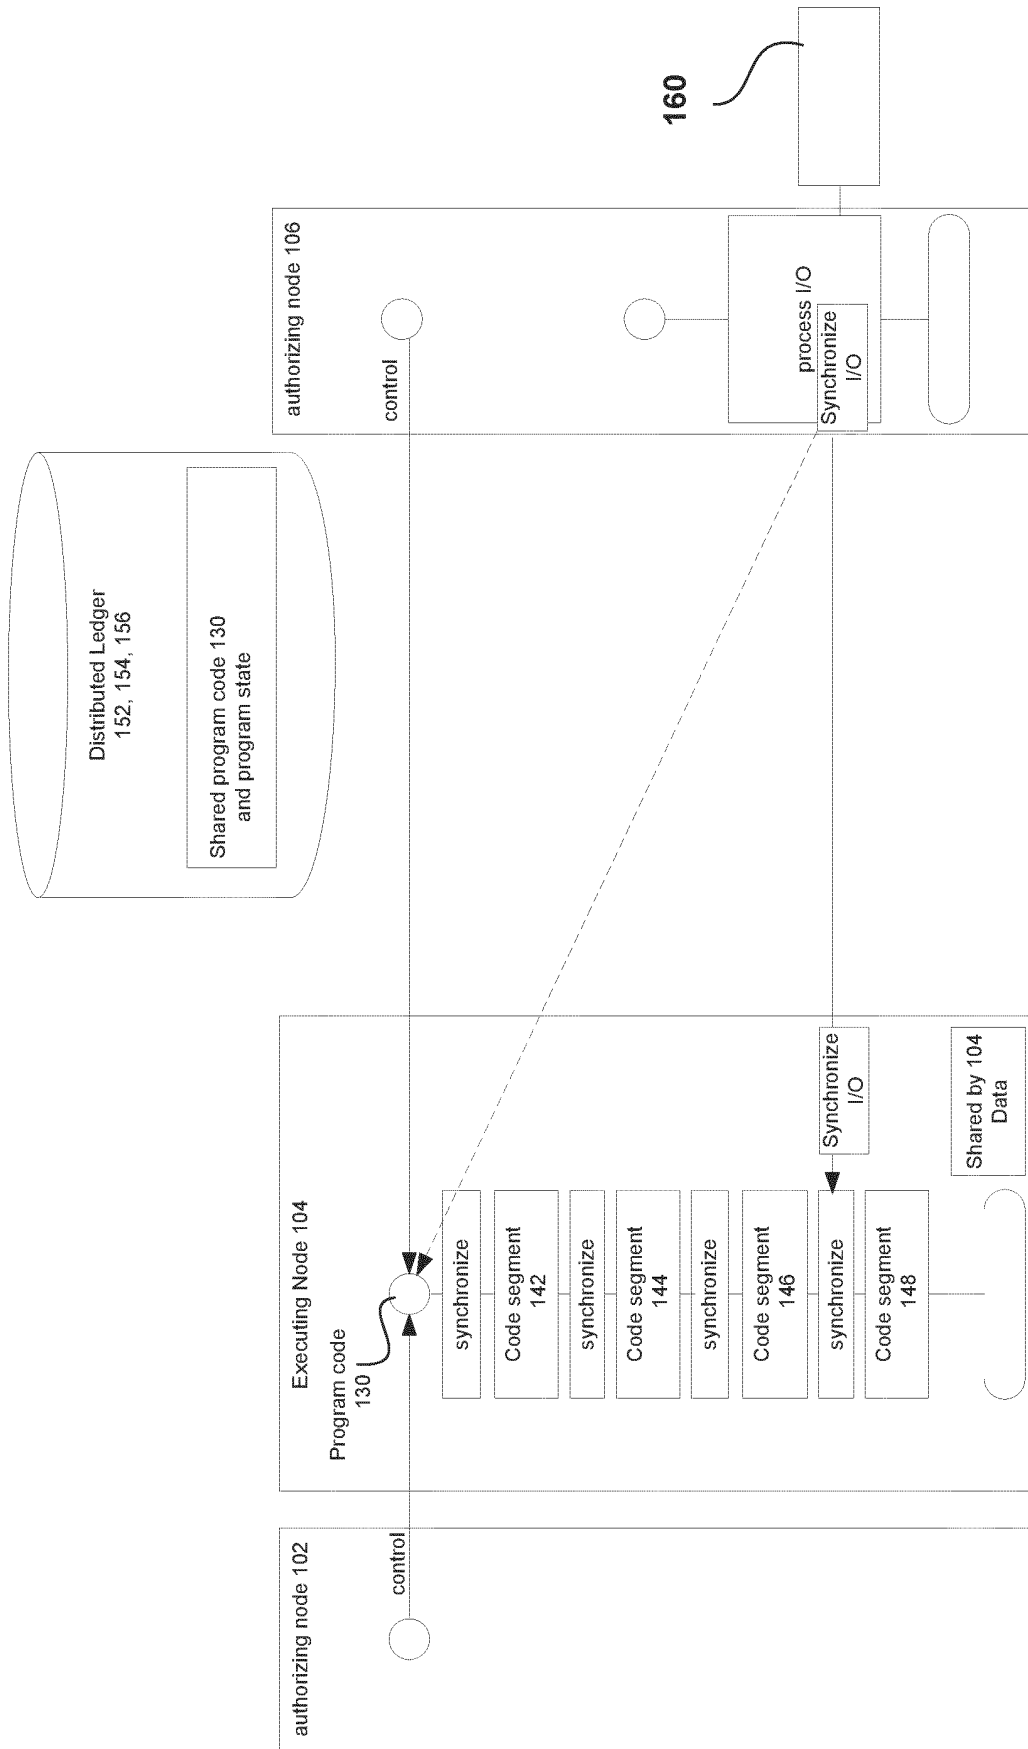 authorizing node 102
control
Executing Node 104
Program code
130
synchronize
Code segment
142
synchronize
Code segment
144
synchronize
Code segment
146
synchronize
Code segment
148
Synchronize
I/O
Shared by 104
Data
Distributed Ledger
152, 154, 156
Shared program code 130
and program state
authorizing node 106
control
process I/O
Synchronize
I/O
160